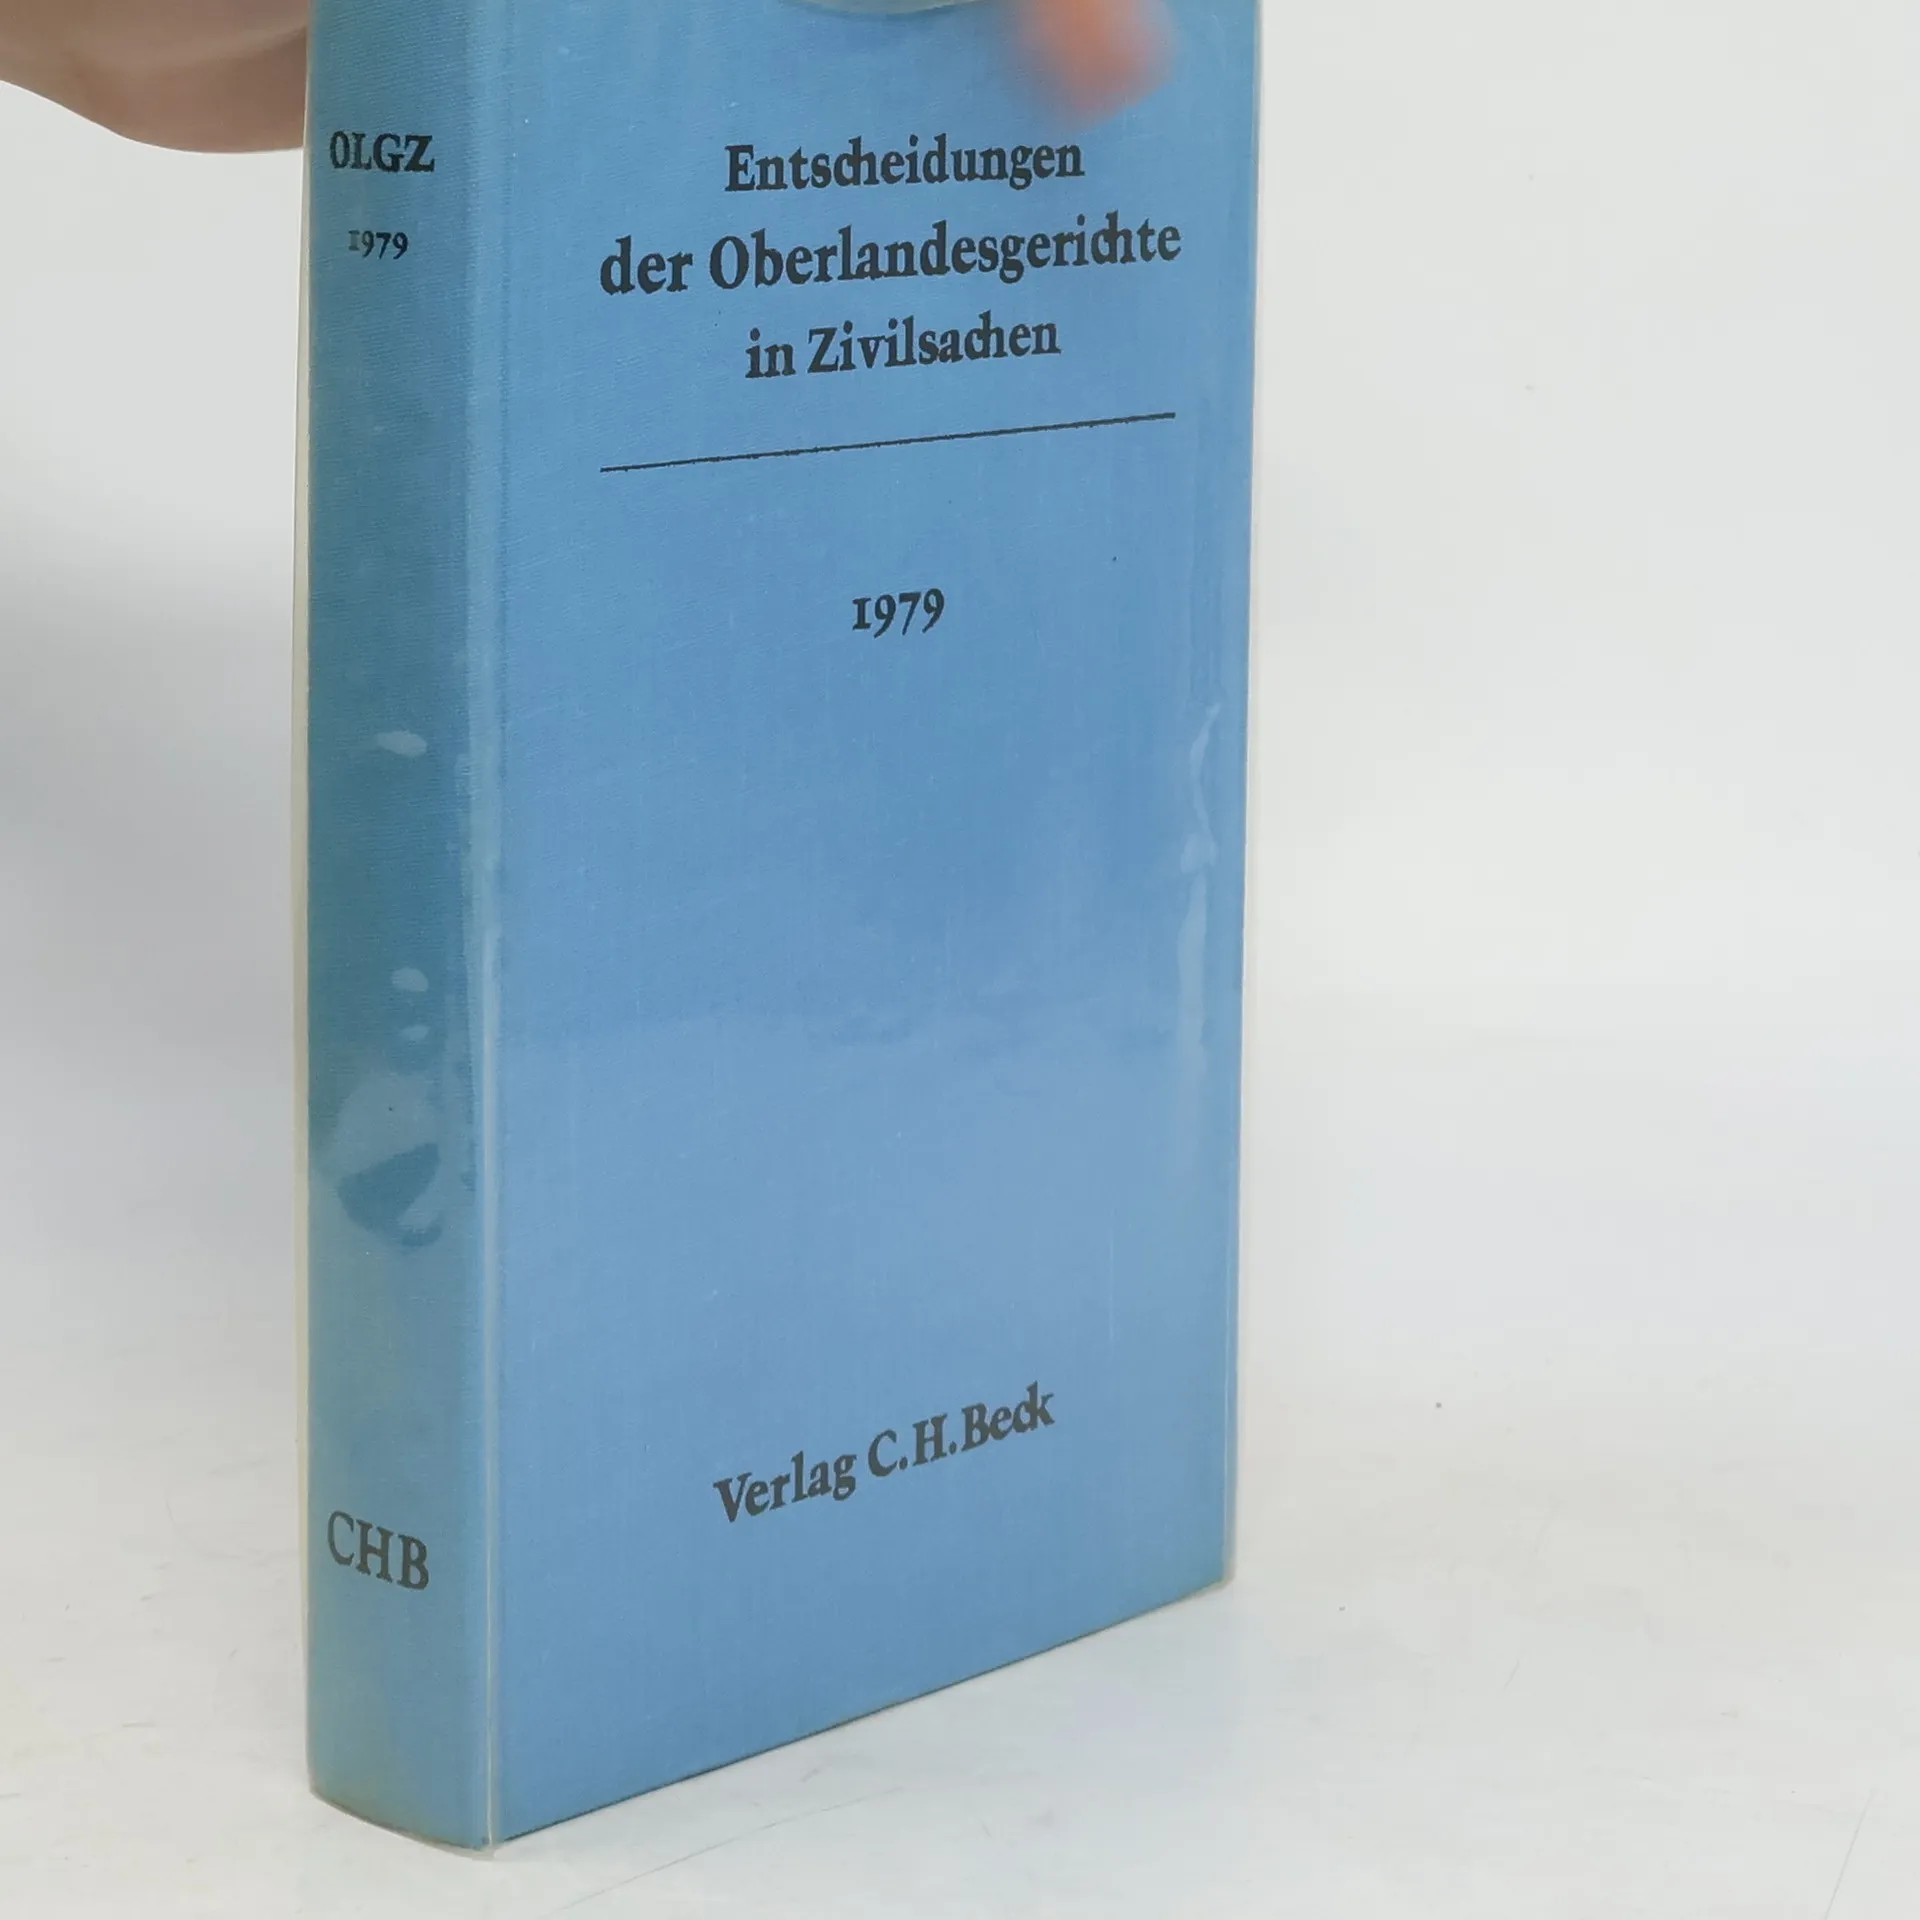 OLGZ
1979
CHB
Entscheidungen
der Oberlandesgerichte
in Zivilsachen
1979
Verlag C.H.Beck